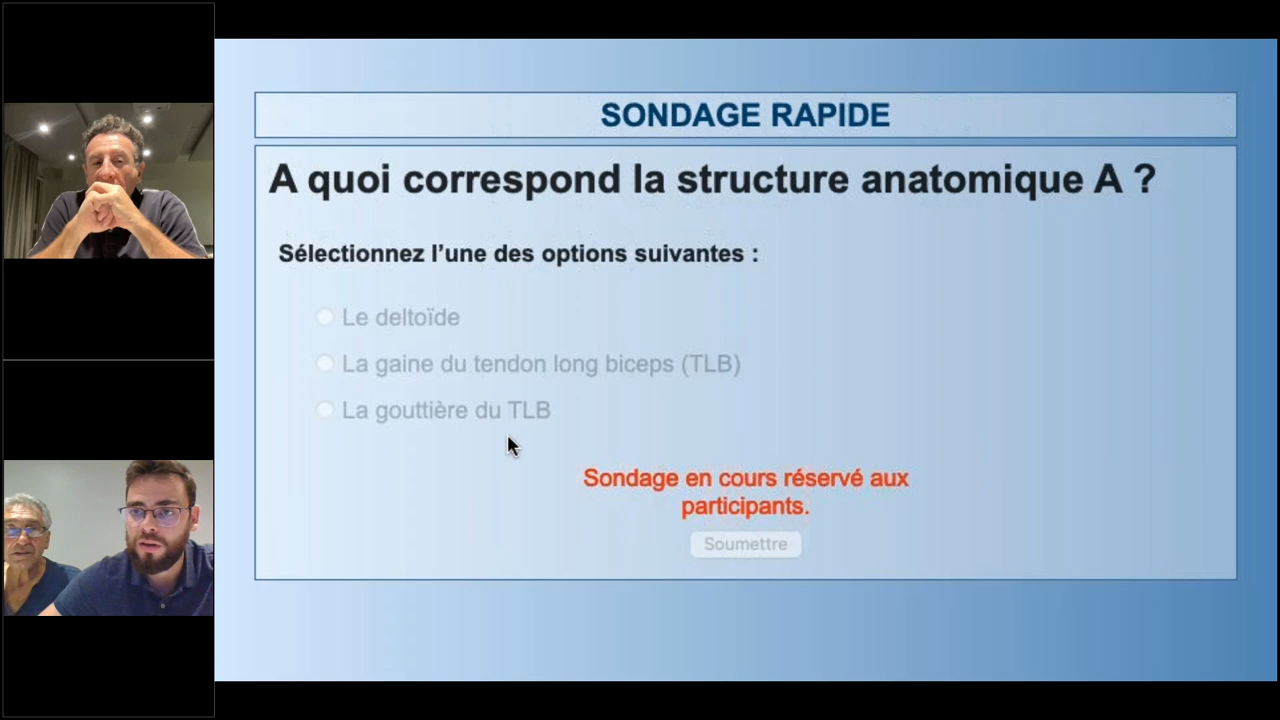 SONDAGE RAPIDE
A quoi correspond la structure anatomique A ?
Sélectionnez l’une des options suivantes :
Le deltoïde
La gaine du tendon long biceps (TLB)
La gouttière du TLB
Sondage en cours réservé aux
participants.
Soumettre